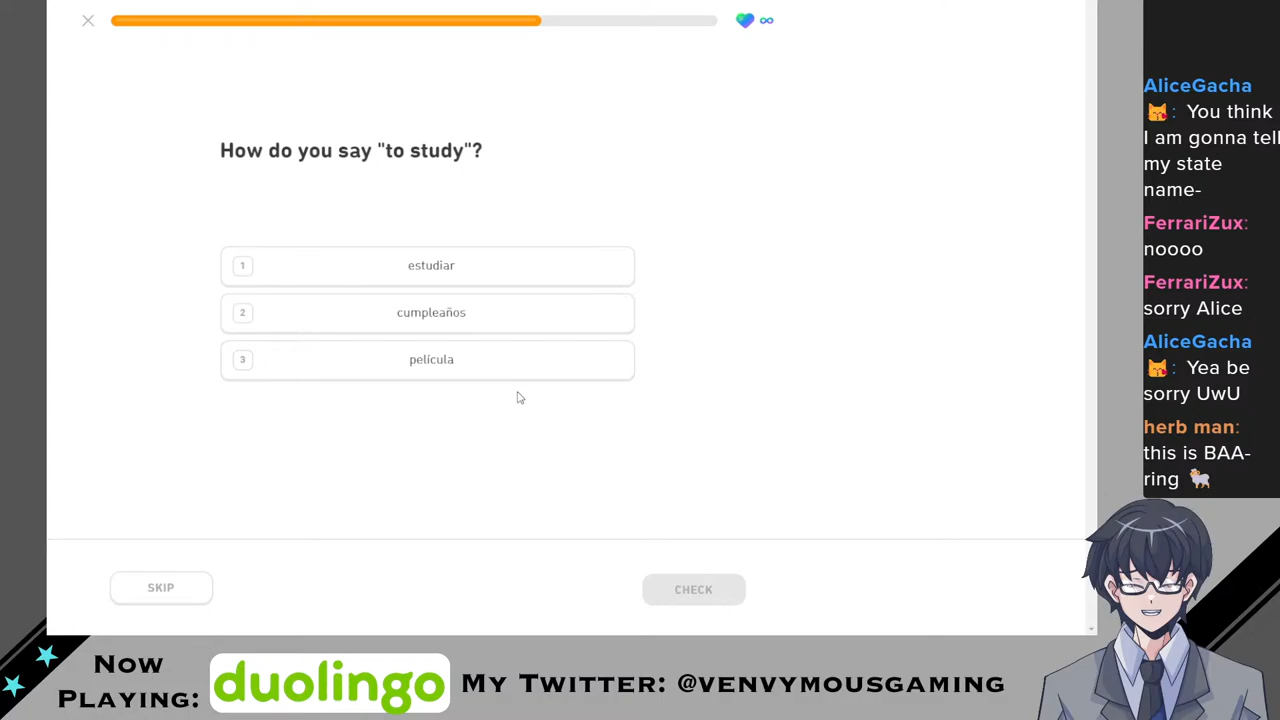 How do you say "to study"?
1 estudiar
2 cumpleaños
3 película
SKIP
CHECK
AliceGacha
: You think
I am gonna tell
my state
name-
FerrariZux:
noooo
FerrariZux:
sorry Alice
AliceGacha
: Yea be
sorry UwU
herb man:
this is BAA-
ring
Now
Playing:
duolingo
My Twitter: @venvymousgaming